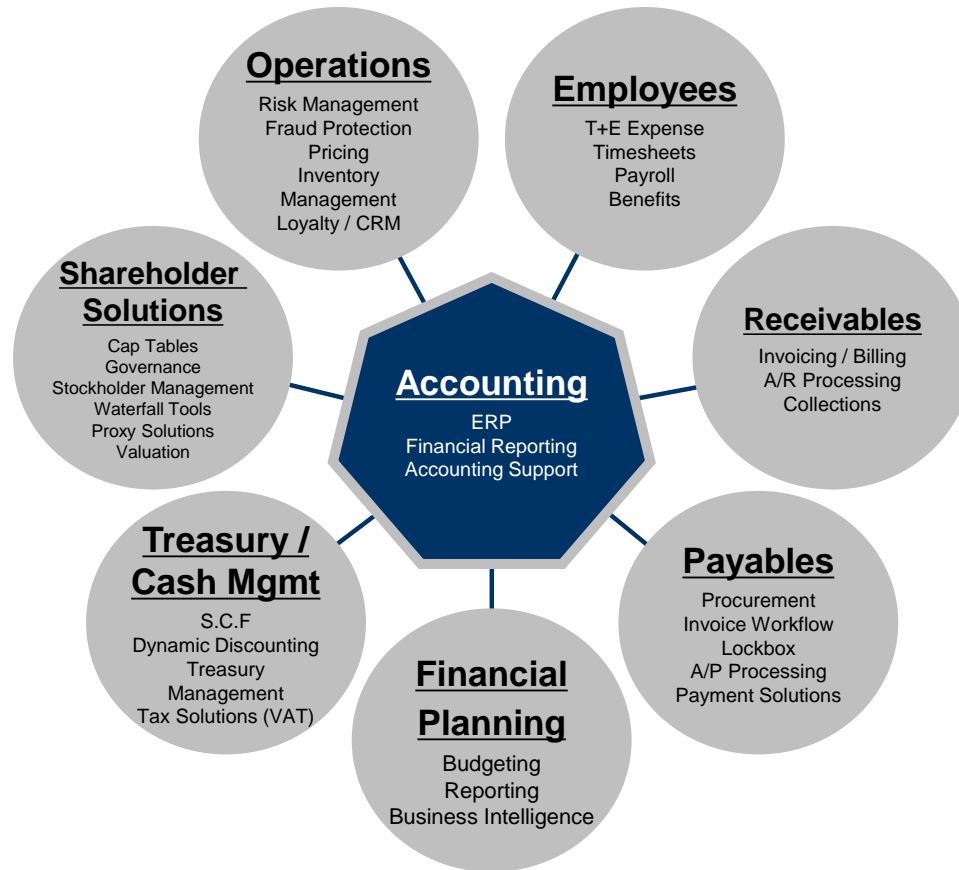 Operations
Risk Management
Fraud Protection
Pricing
Inventory
Management
Loyalty / CRM
Employees
T+E Expense
Timesheets
Payroll
Benefits
Shareholder
Solutions
Cap Tables
Governance
Stockholder Management
Waterfall Tools
Proxy Solutions
Valuation
Accounting
ERP
Financial Reporting
Accounting Support
Receivables
Invoicing / Billing
A/R Processing
Collections
Treasury /
Cash Mgmt
S.C.F
Dynamic Discounting
Treasury
Management
Tax Solutions (VAT)
Financial
Planning
Budgeting
Reporting
Business Intelligence
Payables
Procurement
Invoice Workflow
Lockbox
A/P Processing
Payment Solutions